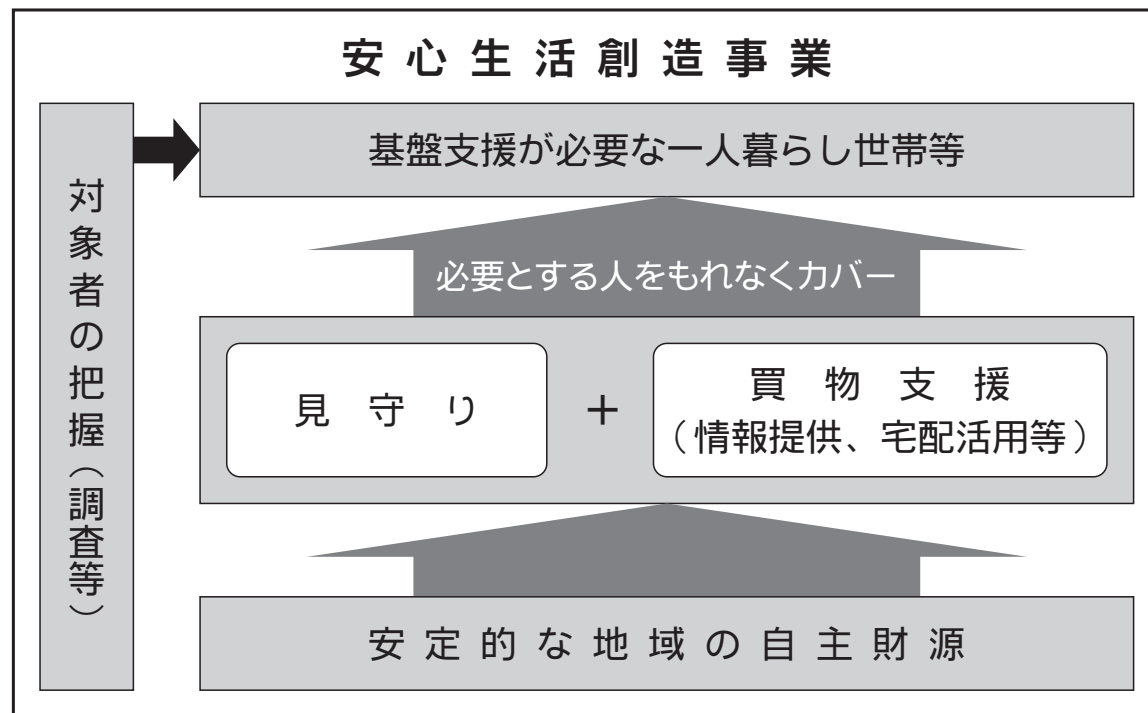 安心生活創造事業
対象者の把握（調査等）
基盤支援が必要な一人暮らし世帯等
必要とする人をもれなくカバー
見守り
＋
買物支援
（情報提供、宅配活用等）
安定的な地域の自主財源